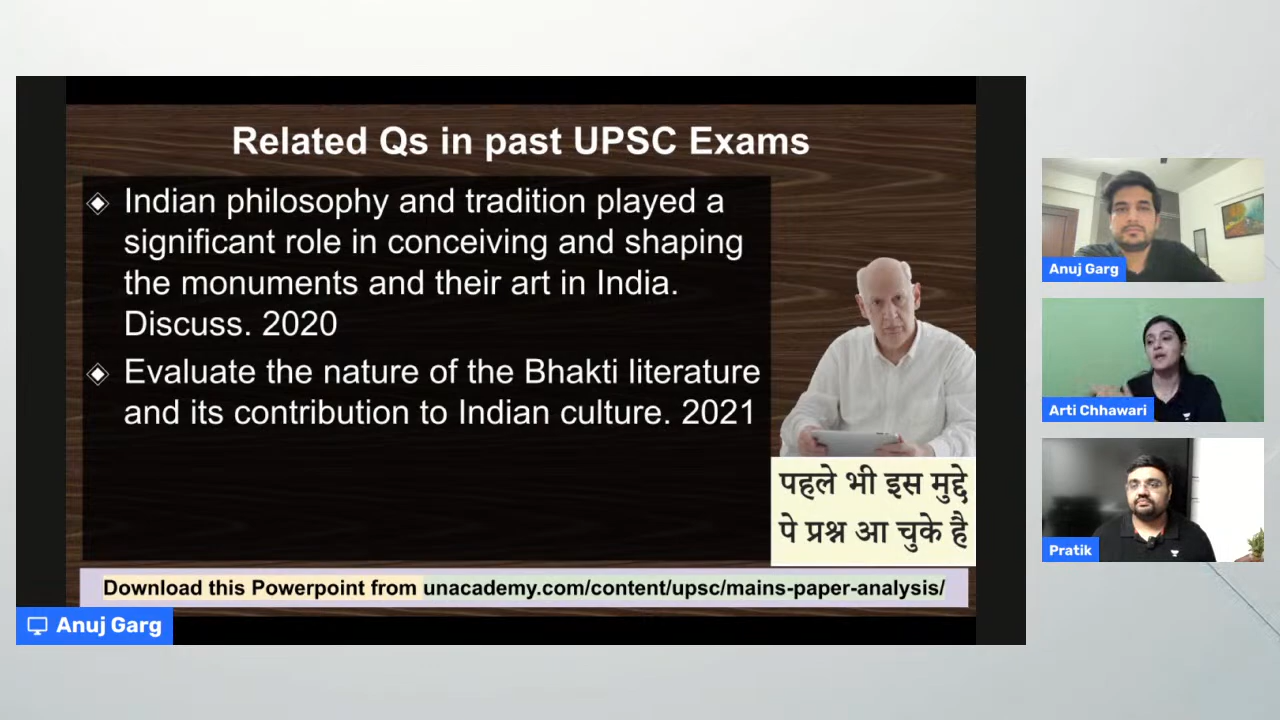 Related Qs in past UPSC Exams
◈ Indian philosophy and tradition played a
significant role in conceiving and shaping
the monuments and their art in India.
Discuss. 2020
◈ Evaluate the nature of the Bhakti literature
and its contribution to Indian culture. 2021
पहले भी इस मुद्दे
पे प्रश्न आ चुके है
Download this Powerpoint from unacademy.com/content/upsc/mains-paper-analysis/
Anuj Garg
Anuj Garg
Arti Chhawari
Pratik